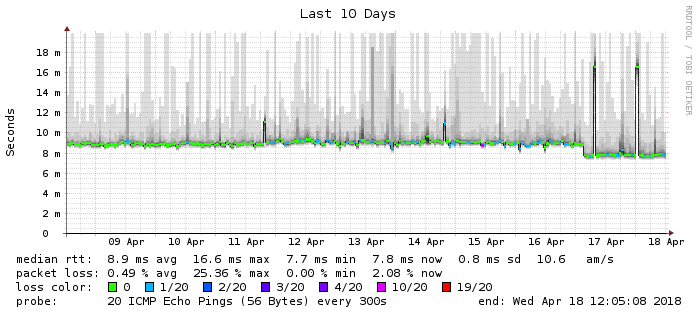 Last 10 Days
RRDTOOL / TOBI OETIKER
Seconds
18 m
16 m
14 m
12 m
10 m
8 m
6 m
4 m
2 m
0
09 Apr 10 Apr 11 Apr 12 Apr 13 Apr 14 Apr 15 Apr 16 Apr 17 Apr 18 Apr
median rtt: 8.9 ms avg 16.6 ms max 7.7 ms min 7.8 ms now 0.8 ms sd 10.6 am/s
packet loss: 0.49 % avg 25.36 % max 0.00 % min 2.08 % now
loss color: 0 1/20 2/20 3/20 4/20 10/20 19/20
probe: 20 ICMP Echo Pings (56 Bytes) every 300s end: Wed Apr 18 12:05:08 2018